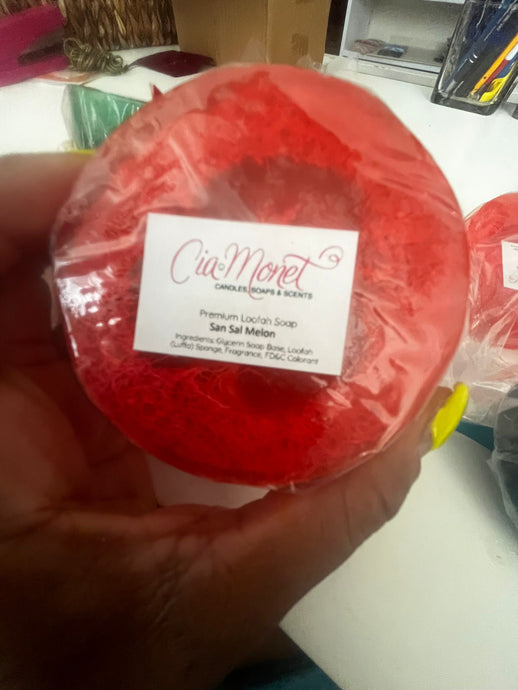 Cia Monet
CANDLES, SOAPS & SCENTS
Premium Loofah Soap
San Sal Melon
Ingredients: Glycerin Soap Base, Loofah
(Luffa) Sponge, Fragrance, FD&C Colorant